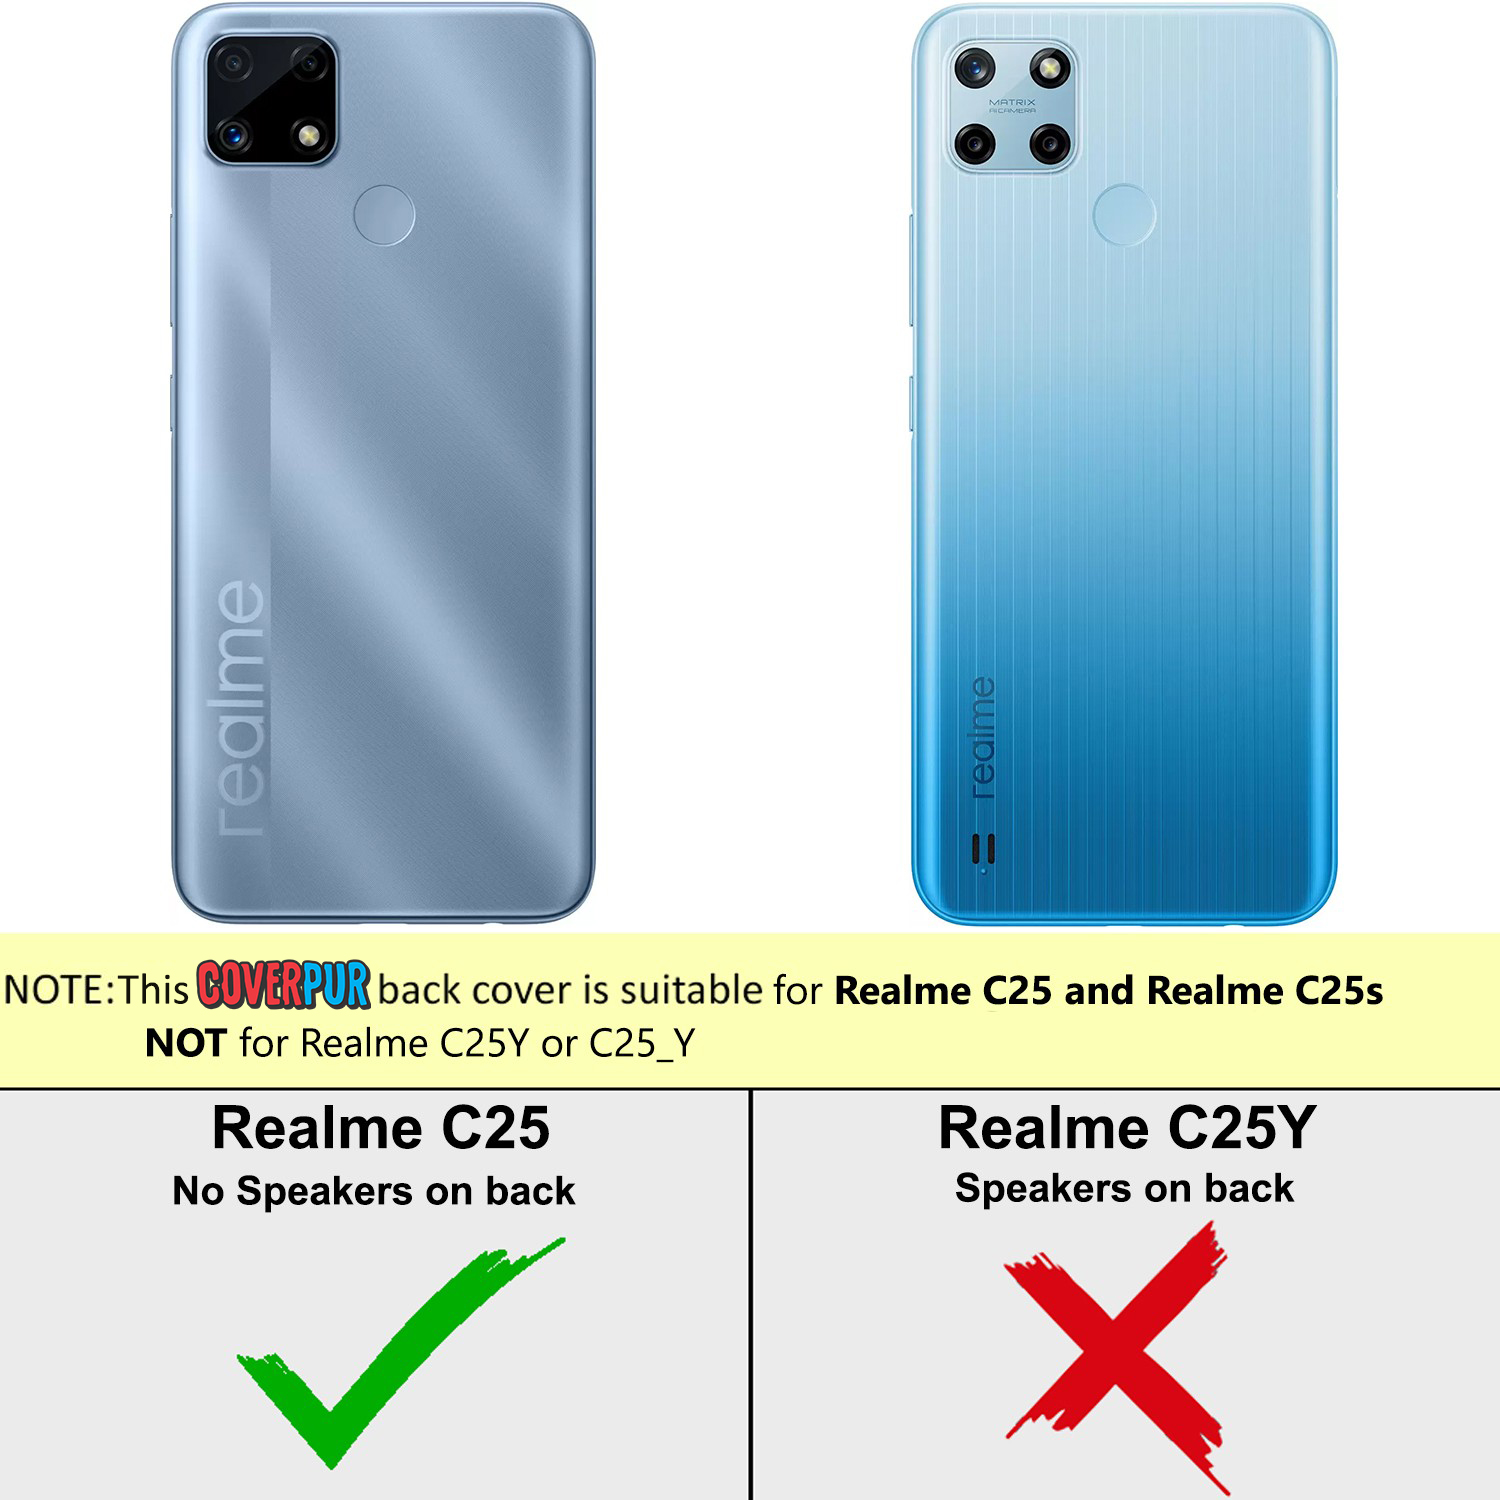 MATRIX
AI CAMERA
realme
realme
NOTE: This COVERPUR back cover is suitable for Realme C25 and Realme C25s
NOT for Realme C25Y or C25_Y
Realme C25
No Speakers on back
Realme C25Y
Speakers on back